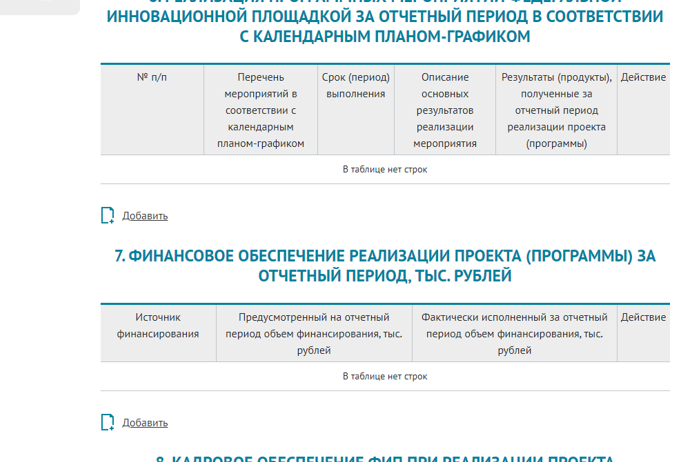 ИННОВАЦИОННОЙ ПЛОЩАДКОЙ ЗА ОТЧЕТНЫЙ ПЕРИОД В СООТВЕТСТВИИ
С КАЛЕНДАРНЫМ ПЛАНОМ-ГРАФИКОМ
№ п/п
Перечень
мероприятий в
соответствии с
календарным
планом-графиком
Срок (период)
выполнения
Описание
основных
результатов
реализации
мероприятия
Результаты (продукты),
полученные за
отчетный период
реализации проекта
(программы)
Действие
В таблице нет строк
Добавить
7. ФИНАНСОВОЕ ОБЕСПЕЧЕНИЕ РЕАЛИЗАЦИИ ПРОЕКТА (ПРОГРАММЫ) ЗА
ОТЧЕТНЫЙ ПЕРИОД, ТЫС. РУБЛЕЙ
Источник
финансирования
Предусмотренный на отчетный
период объем финансирования, тыс.
рублей
Фактически исполненный за отчетный
период объем финансирования, тыс.
рублей
Действие
В таблице нет строк
Добавить
8. КАДРОВОЕ ОБЕСПЕЧЕНИЕ ФИП ПРИ РЕАЛИЗАЦИИ ПРОЕКТА